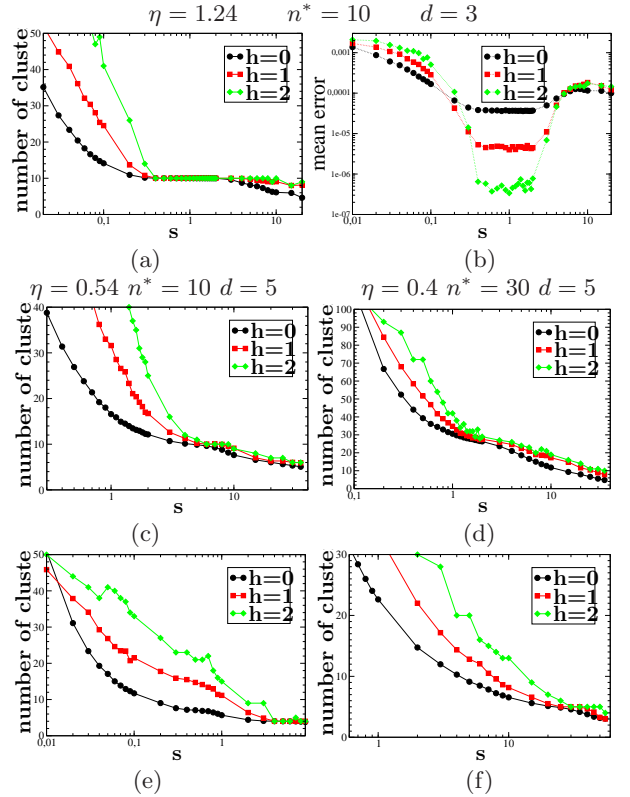 η = 1.24 n* = 10 d = 3
number of cluste
50
40
30
20
10
0
0,1
1
10
s
h=0
h=1
h=2
(a)
mean error
0,001
0,0001
1e-05
1e-06
1e-07
0,01
0,1
1
10
s
h=0
h=1
h=2
(b)
η = 0.54 n* = 10 d = 5
number of cluste
40
30
20
10
0
1
10
s
h=0
h=1
h=2
(c)
η = 0.4 n* = 30 d = 5
number of cluste
100
90
80
70
60
50
40
30
20
10
0
0,1
1
10
s
h=0
h=1
h=2
(d)
number of cluste
50
40
30
20
10
0
0,01
0,1
1
s
h=0
h=1
h=2
(e)
number of cluste
30
20
10
0
1
10
s
h=0
h=1
h=2
(f)